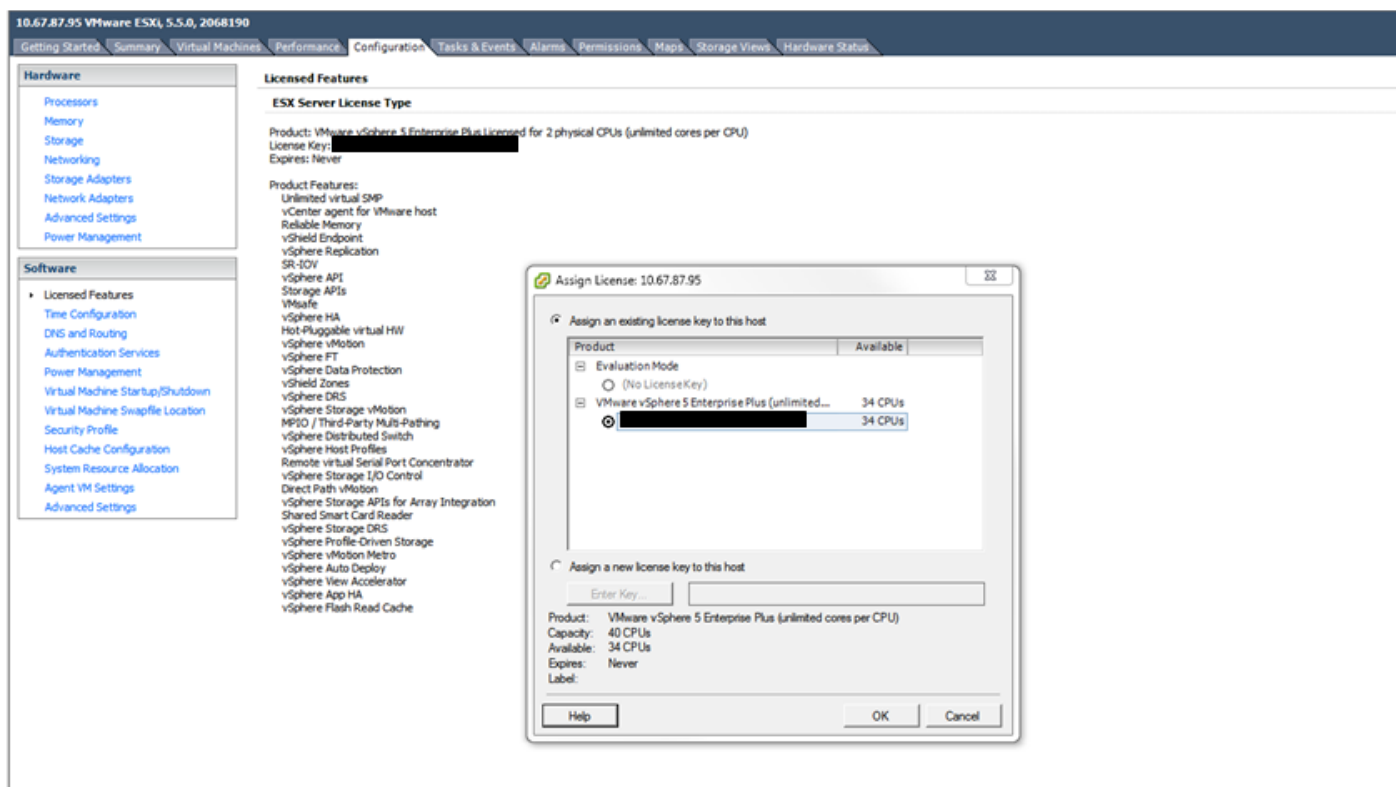 10.67.87.95 VMware ESXi, 5.5.0, 2068190
Getting Started Summary Virtual Machines Performance Configuration Tasks & Events Alarms Permissions Maps Storage Views Hardware Status
Hardware
Processors
Memory
Storage
Networking
Storage Adapters
Network Adapters
Advanced Settings
Power Management
Software
Licensed Features
Time Configuration
DNS and Routing
Authentication Services
Power Management
Virtual Machine Startup/Shutdown
Virtual Machine Swapfile Location
Security Profile
Host Cache Configuration
System Resource Allocation
Agent VM Settings
Advanced Settings
Licensed Features
ESX Server License Type
Product: VMware vSphere 5 Enterprise Plus Licensed for 2 physical CPUs (unlimited cores per CPU)
License Key:
Expires: Never
Product Features:
Unlimited virtual SMP
vCenter agent for VMware host
Reliable Memory
vShield Endpoint
vSphere Replication
SR-IOV
vSphere API
Storage APIs
VMsafe
vSphere HA
Hot-Pluggable virtual HW
vSphere vMotion
vSphere FT
vSphere Data Protection
vShield Zones
vSphere DRS
vSphere Storage vMotion
MPIO / Third-Party Multi-Pathing
vSphere Distributed Switch
vSphere Host Profiles
Remote virtual Serial Port Concentrator
vSphere Storage I/O Control
Direct Path vMotion
vSphere Storage APIs for Array Integration
Shared Smart Card Reader
vSphere Storage DRS
vSphere Profile-Driven Storage
vSphere vMotion Metro
vSphere Auto Deploy
vSphere View Accelerator
vSphere App HA
vSphere Flash Read Cache
Assign License: 10.67.87.95
Assign an existing license key to this host
Product Available
Evaluation Mode
(No License Key)
VMware vSphere 5 Enterprise Plus (unlimited... 34 CPUs
34 CPUs
Assign a new license key to this host
Enter Key...
Product: VMware vSphere 5 Enterprise Plus (unlimited cores per CPU)
Capacity: 40 CPUs
Available: 34 CPUs
Expires: Never
Label:
Help OK Cancel